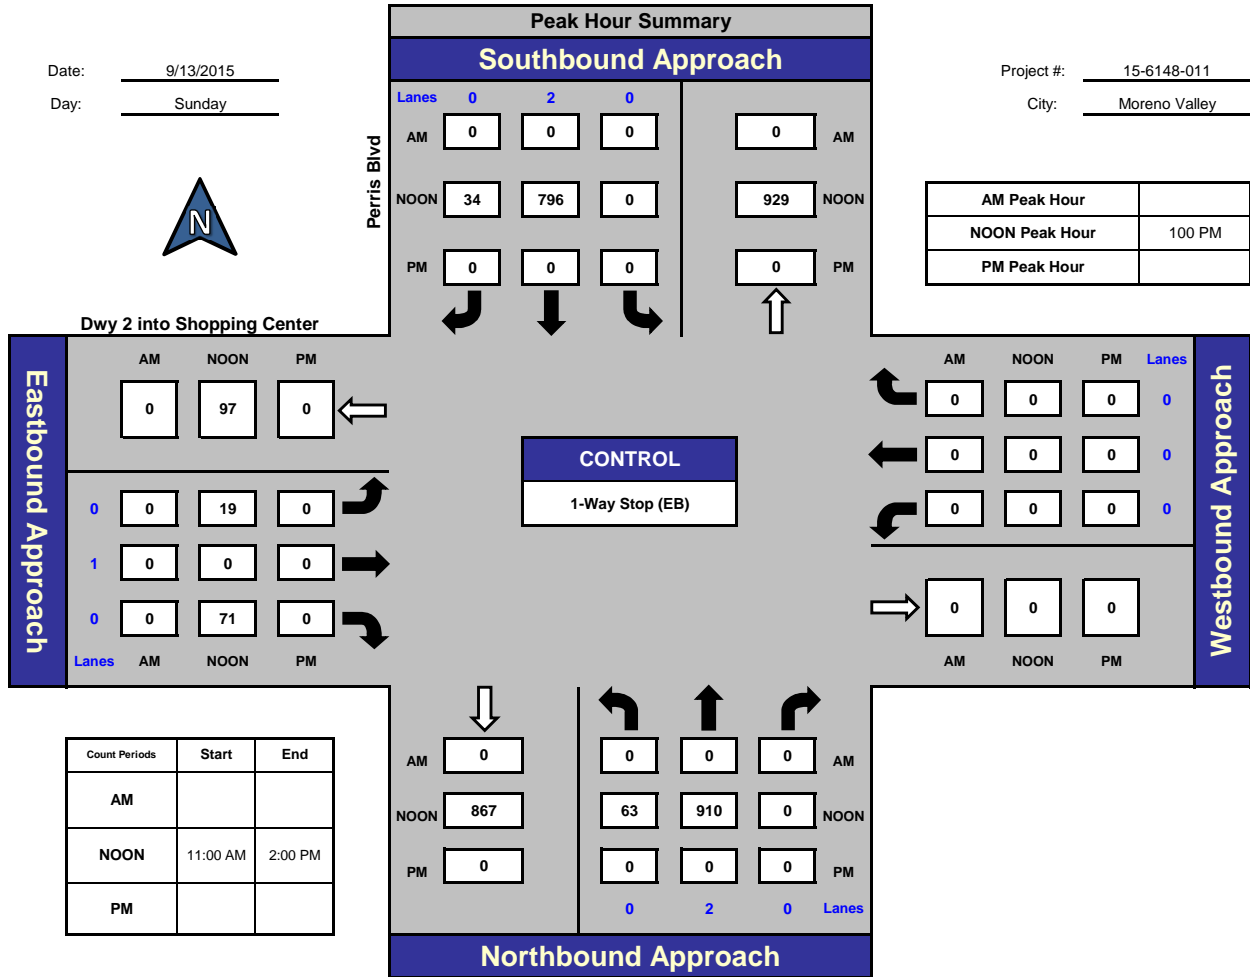 Peak Hour Summary
Southbound Approach
Date: 9/13/2015
Day: Sunday
Project #: 15-6148-011
City: Moreno Valley
N
Perris Blvd
Lanes 0 2 0
AM 0 0 0 0 AM
NOON 34 796 0 929 NOON
PM 0 0 0 0 PM
AM Peak Hour
NOON Peak Hour 100 PM
PM Peak Hour
Dwy 2 into Shopping Center
Eastbound Approach
AM NOON PM
0 97 0
0 0 19 0
1 0 0 0
0 0 71 0
Lanes AM NOON PM
CONTROL
1-Way Stop (EB)
AM NOON PM Lanes
0 0 0 0
0 0 0 0
0 0 0 0
0 0 0
AM NOON PM
Westbound Approach
Count Periods Start End
AM
NOON 11:00 AM 2:00 PM
PM
AM 0 0 0 0 AM
NOON 867 63 910 0 NOON
PM 0 0 0 0 PM
0 2 0 Lanes
Northbound Approach